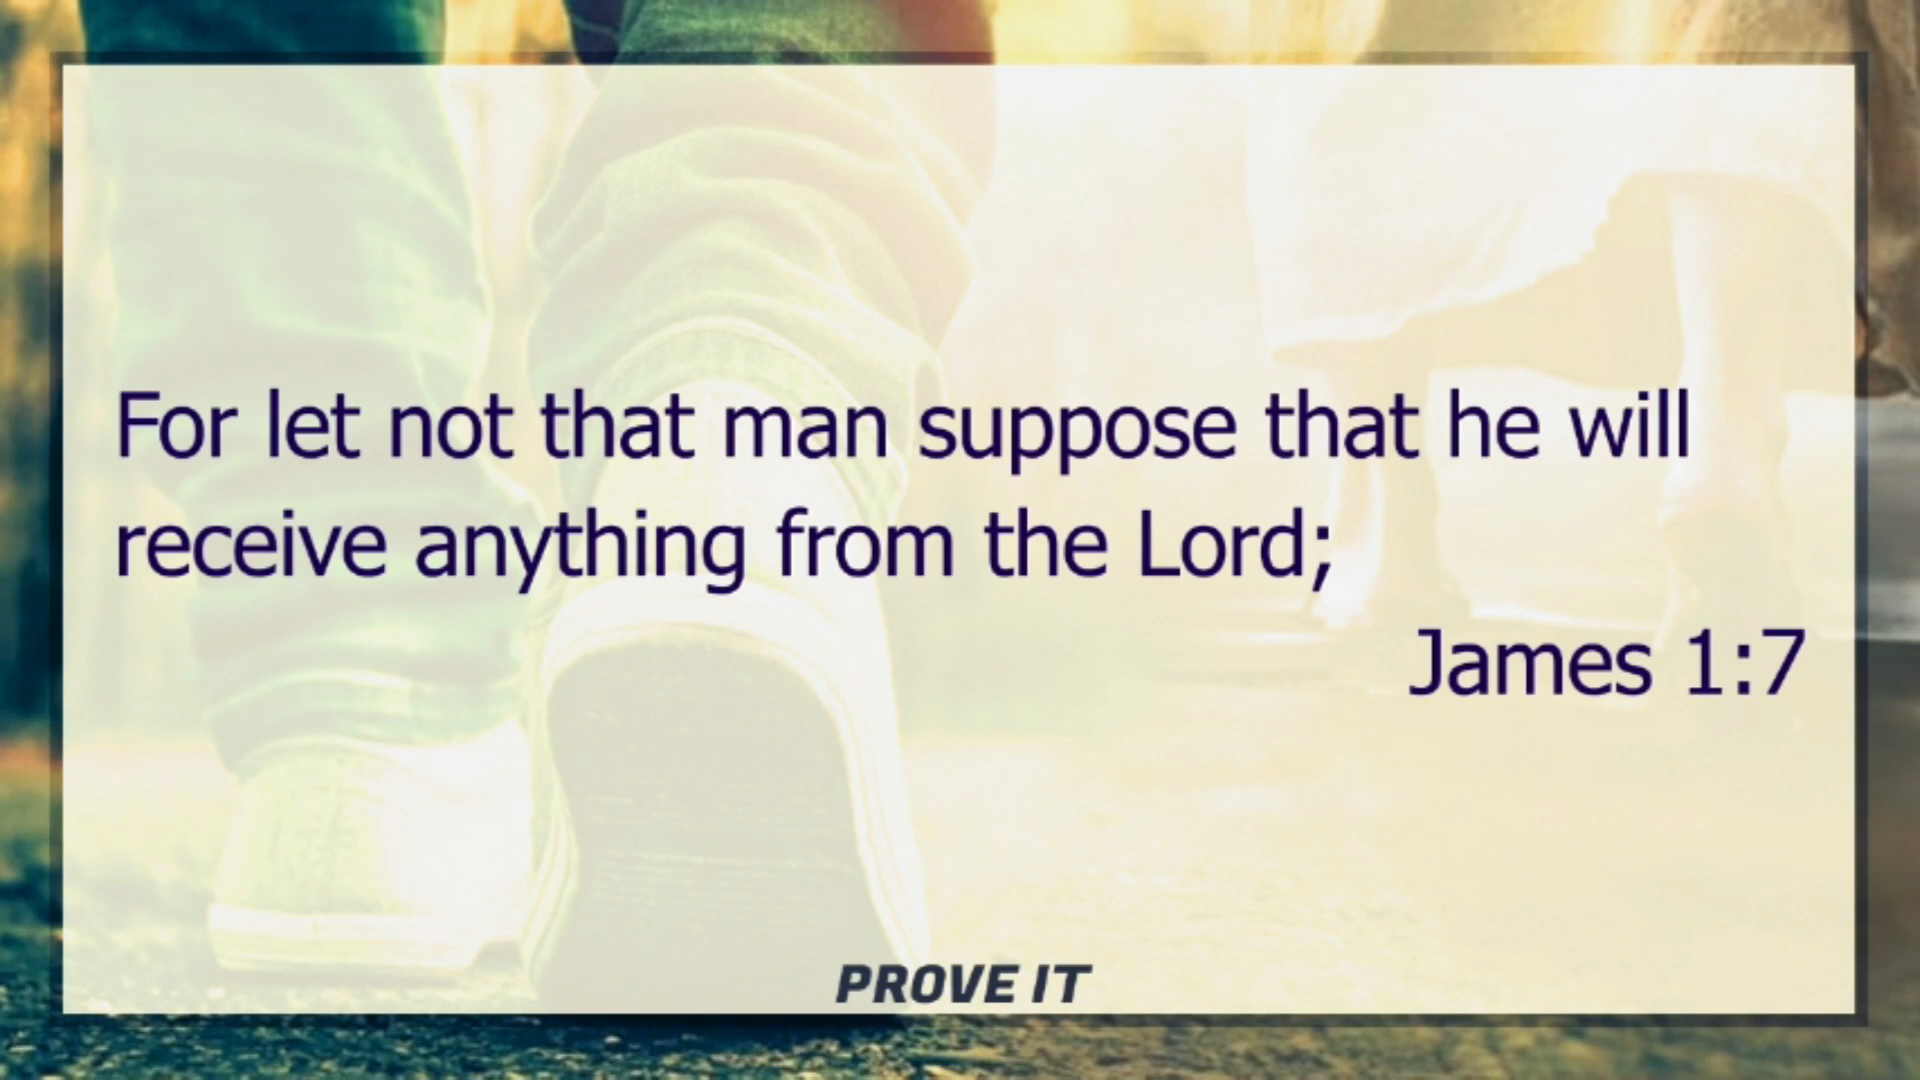 For let not that man suppose that he will
receive anything from the Lord;
James 1:7
PROVE IT